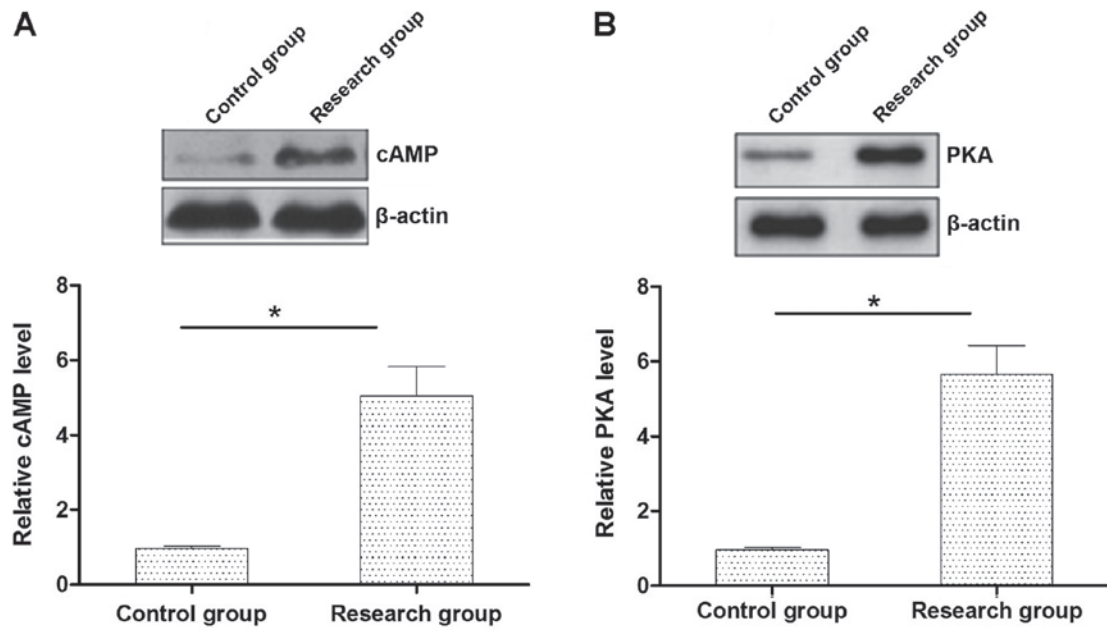 A
Control group
Research group
cAMP
β-actin
Relative cAMP level
8
6
4
2
0
*
Control group
Research group
B
Control group
Research group
PKA
β-actin
Relative PKA level
8
6
4
2
0
*
Control group
Research group